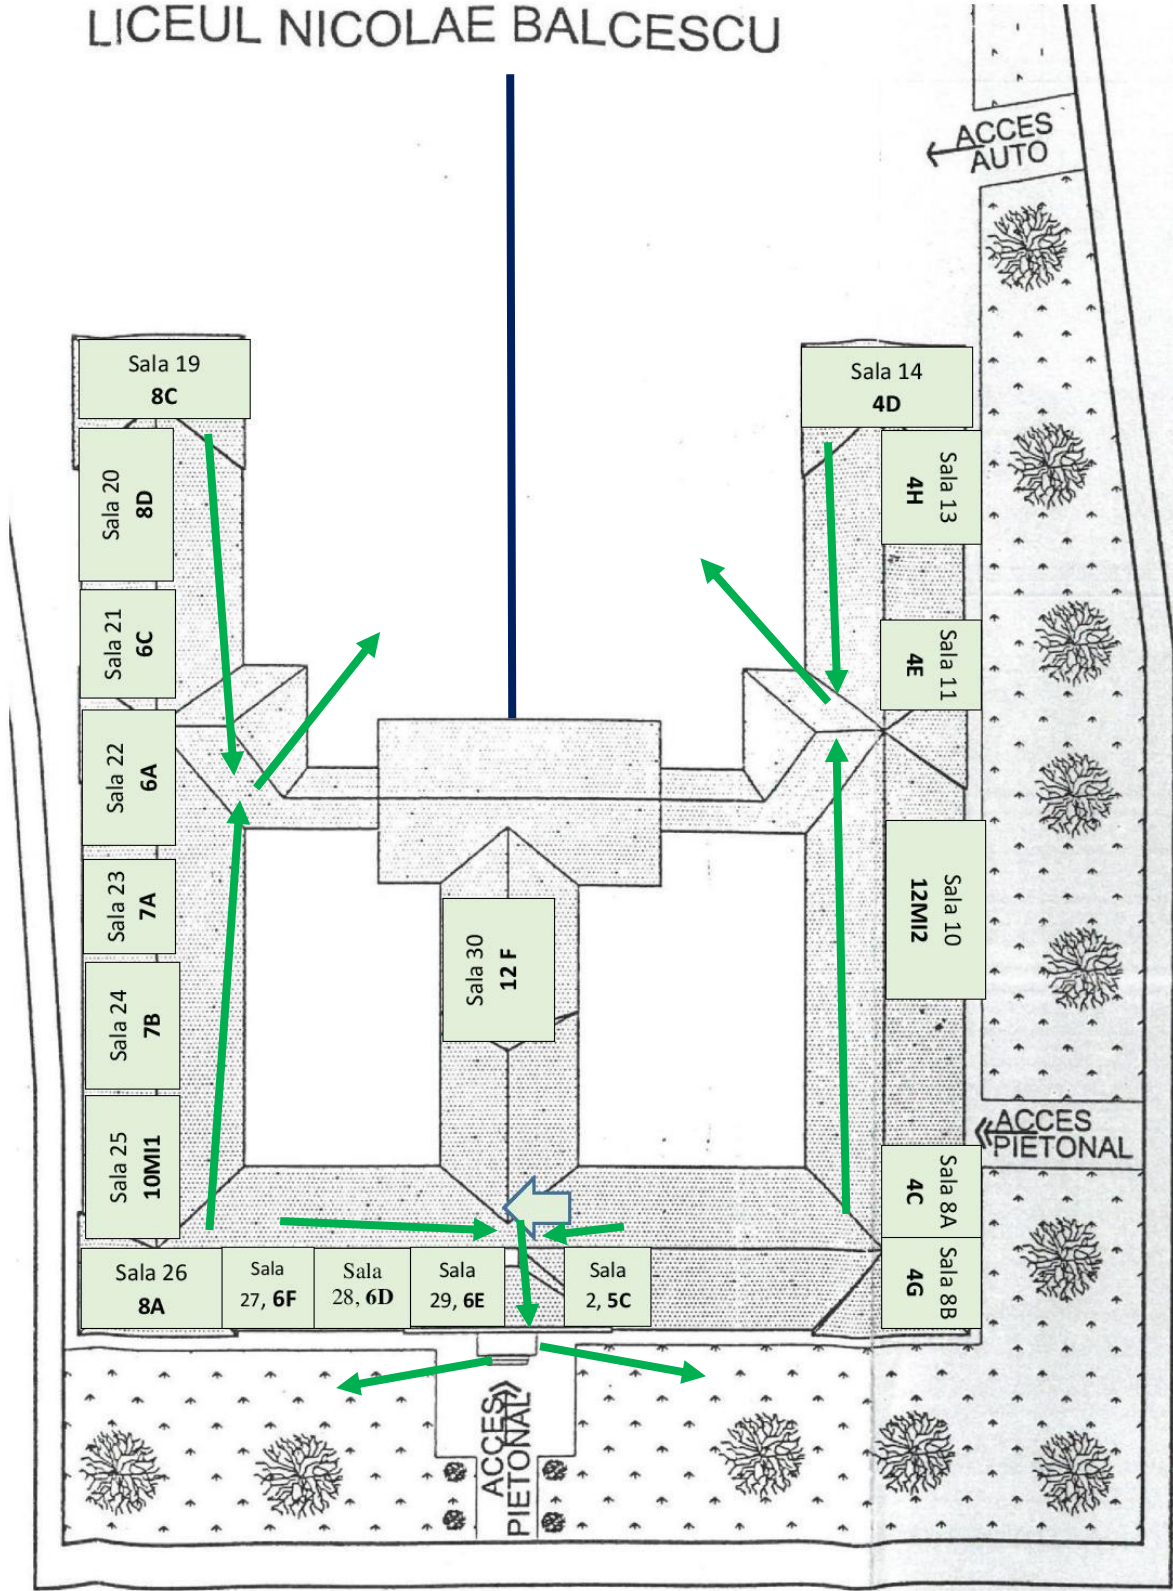 LICEUL NICOLAE BALCESCU
ACCES
AUTO
Sala 19
8C
Sala 14
4D
Sala 20
8D
Sala 13
4H
Sala 21
6C
Sala 11
4E
Sala 22
6A
Sala 23
7A
Sala 10
12MI2
Sala 30
12 F
Sala 24
7B
Sala 25
10MI1
ACCES
PIETONAL
Sala 8A
4C
Sala 26
8A
Sala
27, 6F
Sala
28, 6D
Sala
29, 6E
Sala
2, 5C
Sala 8B
4G
ACCES
PIETONAL